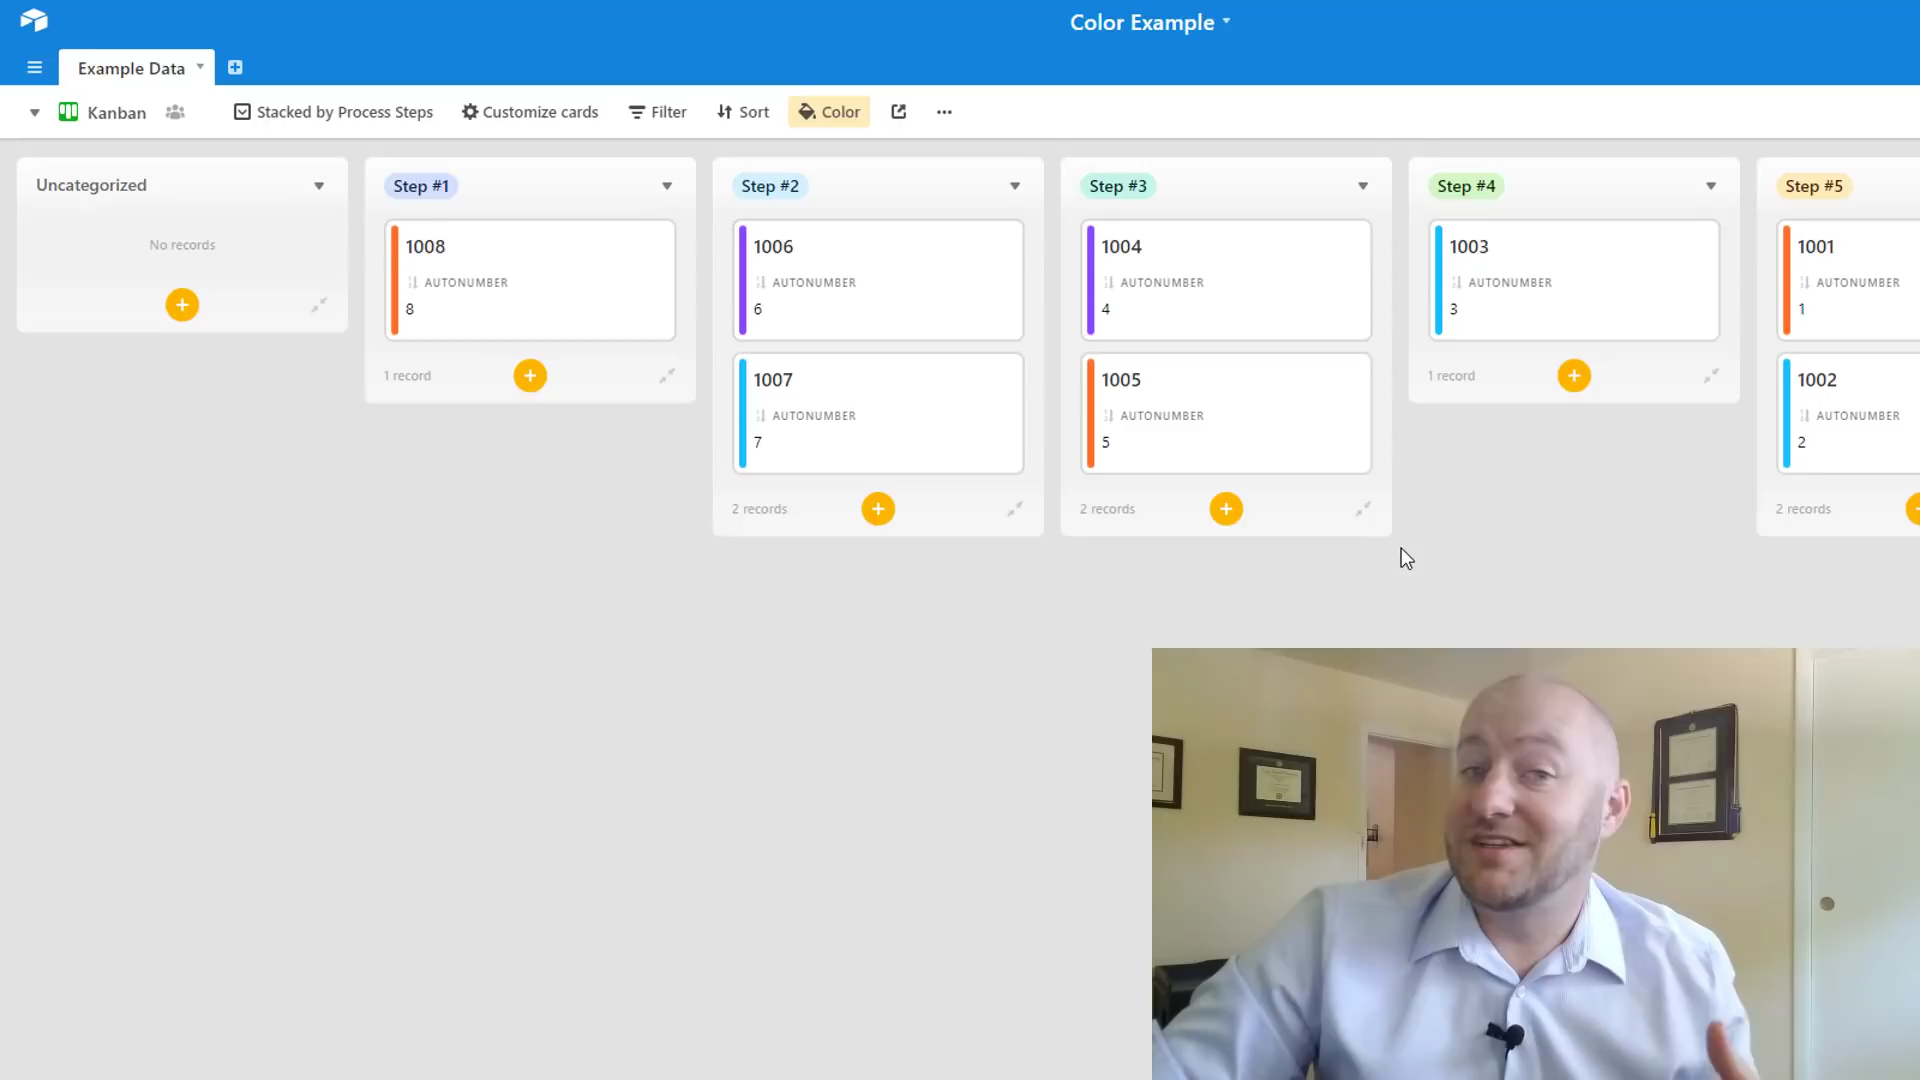 Color Example
Example Data
Kanban
Stacked by Process Steps
Customize cards
Filter
Sort
Color
Uncategorized
No records
Step #1
1008
AUTONUMBER
8
1 record
Step #2
1006
AUTONUMBER
6
1007
AUTONUMBER
7
2 records
Step #3
1004
AUTONUMBER
4
1005
AUTONUMBER
5
2 records
Step #4
1003
AUTONUMBER
3
1 record
Step #5
1001
AUTONUMBER
1
1002
AUTONUMBER
2
2 records